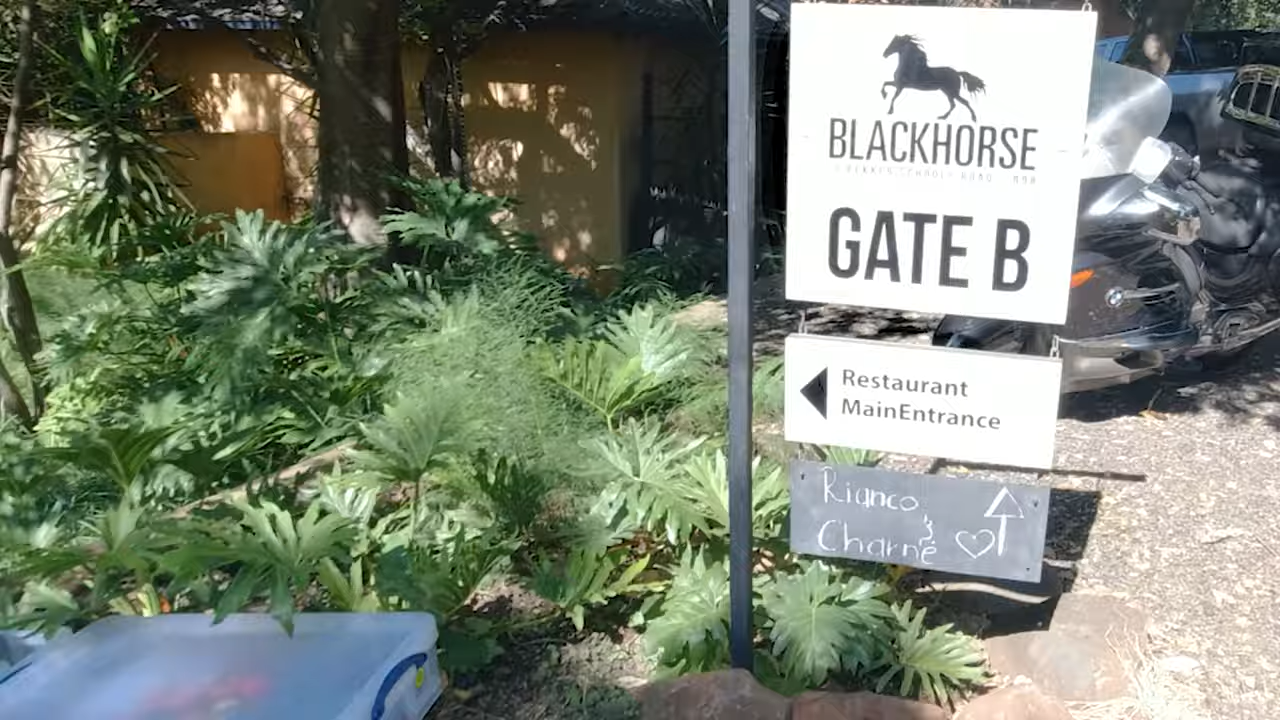 BLACKHORSE
GATE B
Restaurant
MainEntrance
Rianco
&
Charné